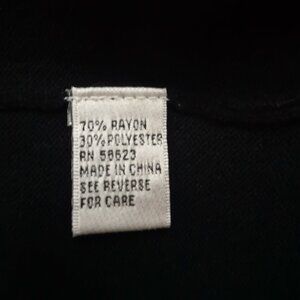 70% RAYON
30% POLYESTER
RN 58623
MADE IN CHINA
SEE REVERSE
FOR CARE